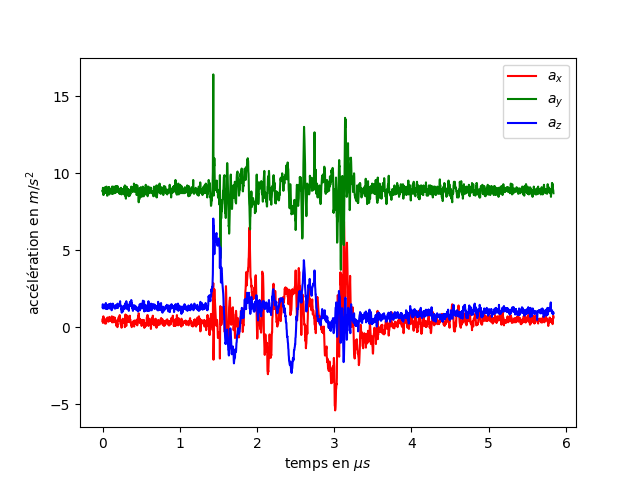 a_x
a_y
a_z
accélération en m/s²
15
10
5
0
−5
0 1 2 3 4 5 6
temps en μs